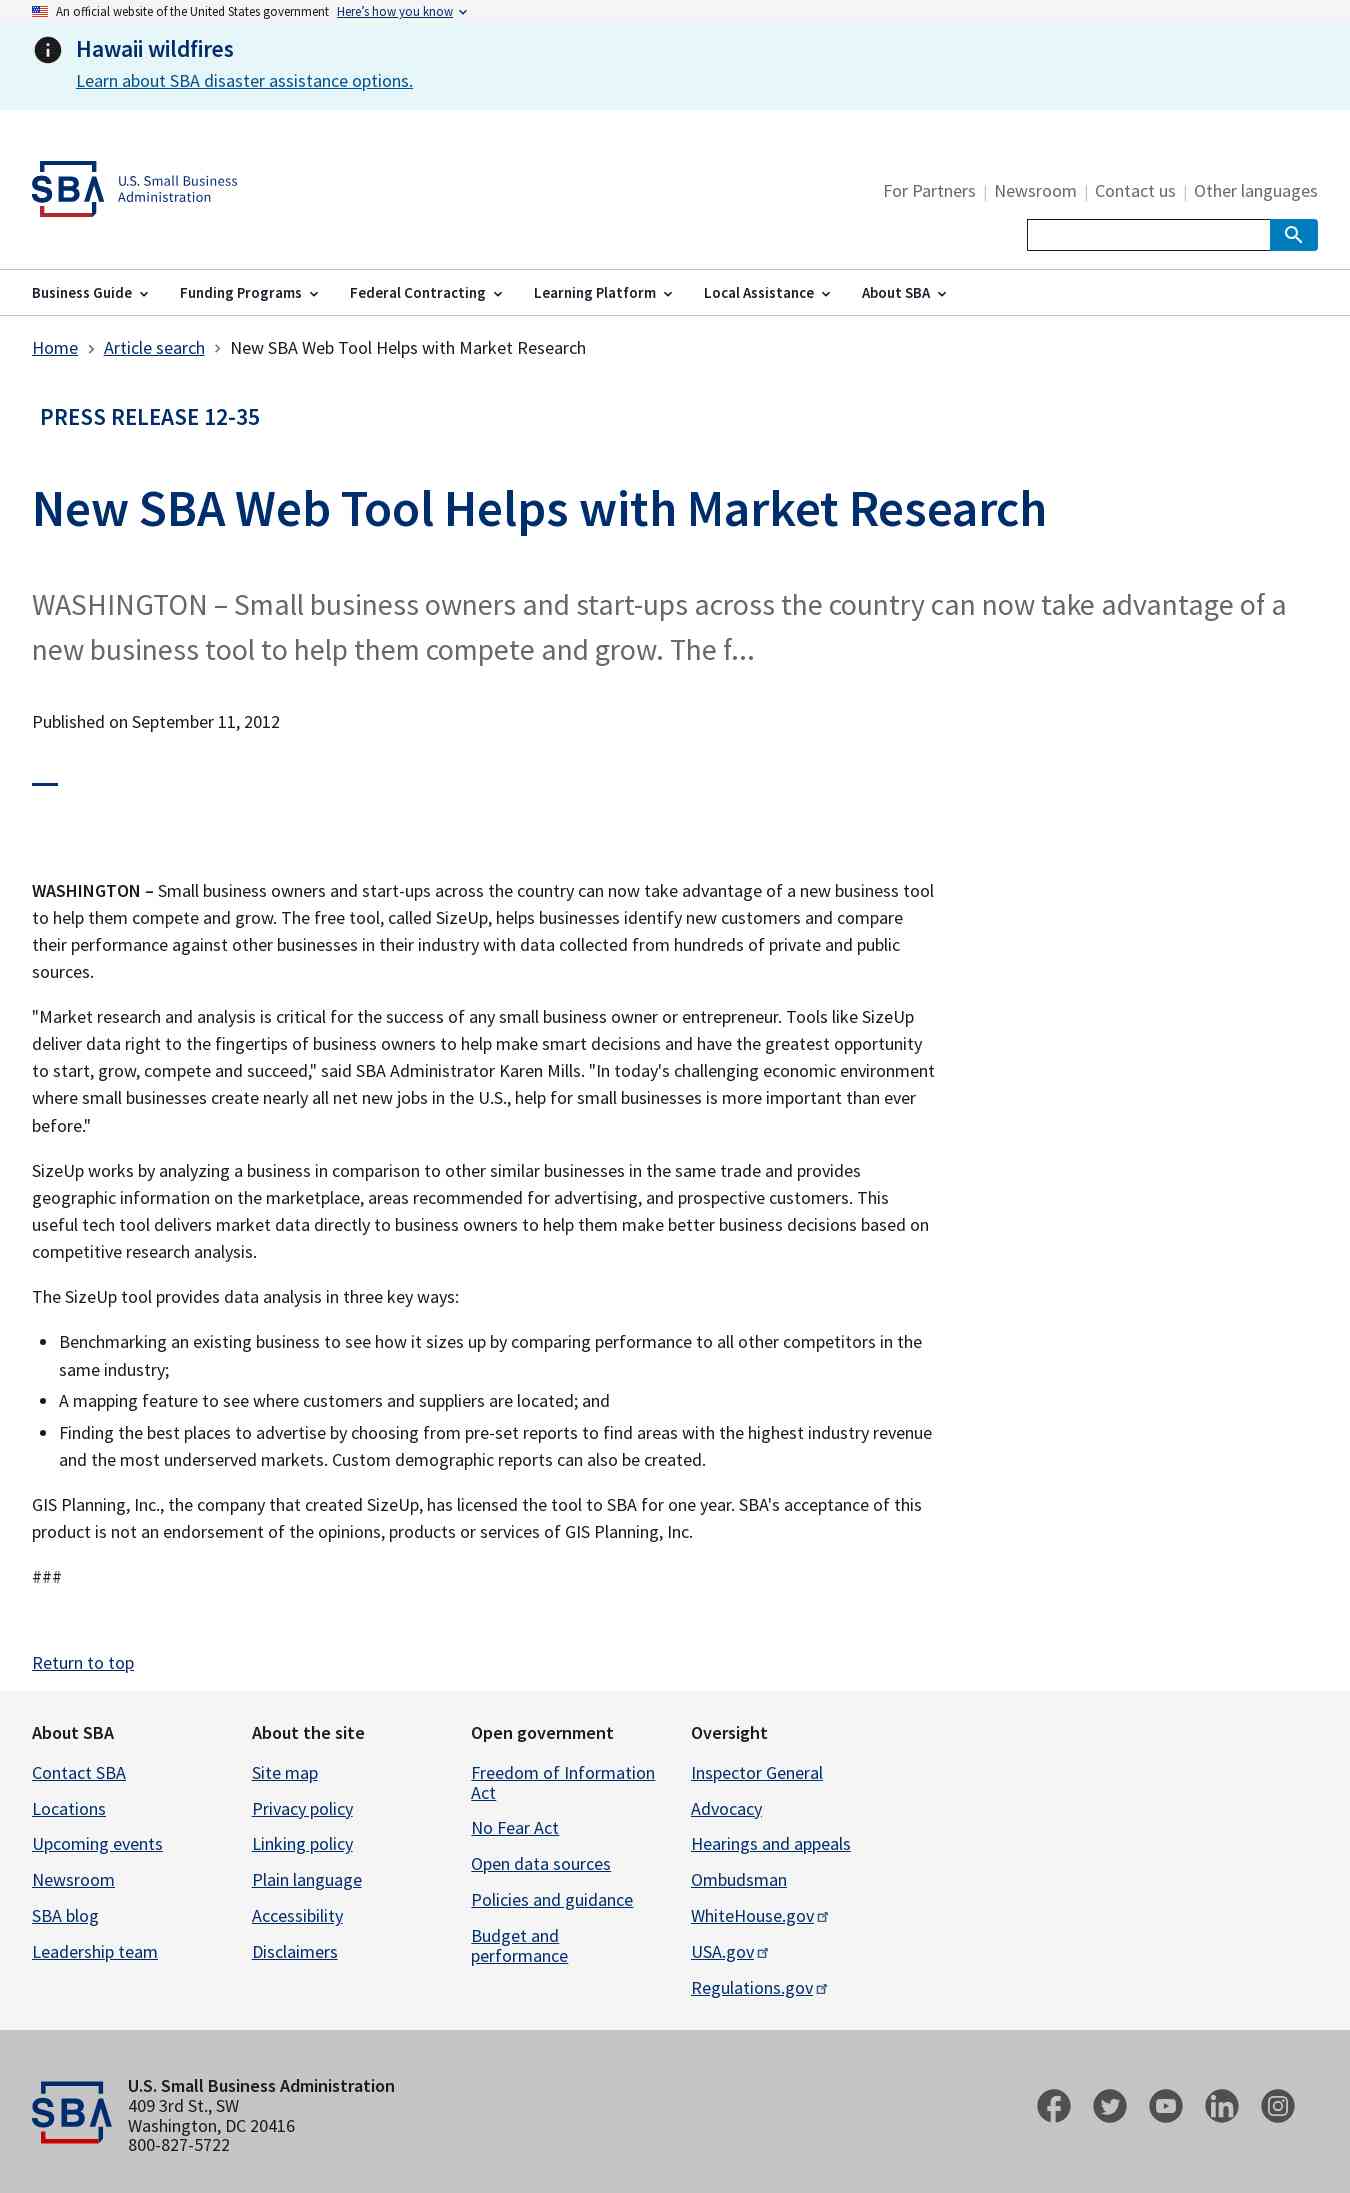 An official website of the United States government Here's how you know
Hawaii wildfires
Learn about SBA disaster assistance options.
SBA U.S. Small Business
Administration
For Partners | Newsroom | Contact us | Other languages
Business Guide Funding Programs Federal Contracting Learning Platform Local Assistance About SBA
Home > Article search > New SBA Web Tool Helps with Market Research
PRESS RELEASE 12-35
New SBA Web Tool Helps with Market Research
WASHINGTON – Small business owners and start-ups across the country can now take advantage of a
new business tool to help them compete and grow. The f...
Published on September 11, 2012
WASHINGTON – Small business owners and start-ups across the country can now take advantage of a new business tool
to help them compete and grow. The free tool, called SizeUp, helps businesses identify new customers and compare
their performance against other businesses in their industry with data collected from hundreds of private and public
sources.
"Market research and analysis is critical for the success of any small business owner or entrepreneur. Tools like SizeUp
deliver data right to the fingertips of business owners to help make smart decisions and have the greatest opportunity
to start, grow, compete and succeed," said SBA Administrator Karen Mills. "In today's challenging economic environment
where small businesses create nearly all net new jobs in the U.S., help for small businesses is more important than ever
before."
SizeUp works by analyzing a business in comparison to other similar businesses in the same trade and provides
geographic information on the marketplace, areas recommended for advertising, and prospective customers. This
useful tech tool delivers market data directly to business owners to help them make better business decisions based on
competitive research analysis.
The SizeUp tool provides data analysis in three key ways:
• Benchmarking an existing business to see how it sizes up by comparing performance to all other competitors in the
same industry;
• A mapping feature to see where customers and suppliers are located; and
• Finding the best places to advertise by choosing from pre-set reports to find areas with the highest industry revenue
and the most underserved markets. Custom demographic reports can also be created.
GIS Planning, Inc., the company that created SizeUp, has licensed the tool to SBA for one year. SBA's acceptance of this
product is not an endorsement of the opinions, products or services of GIS Planning, Inc.
###
Return to top
About SBA
Contact SBA
Locations
Upcoming events
Newsroom
SBA blog
Leadership team
About the site
Site map
Privacy policy
Linking policy
Plain language
Accessibility
Disclaimers
Open government
Freedom of Information
Act
No Fear Act
Open data sources
Policies and guidance
Budget and
performance
Oversight
Inspector General
Advocacy
Hearings and appeals
Ombudsman
WhiteHouse.gov
USA.gov
Regulations.gov
SBA
U.S. Small Business Administration
409 3rd St., SW
Washington, DC 20416
800-827-5722